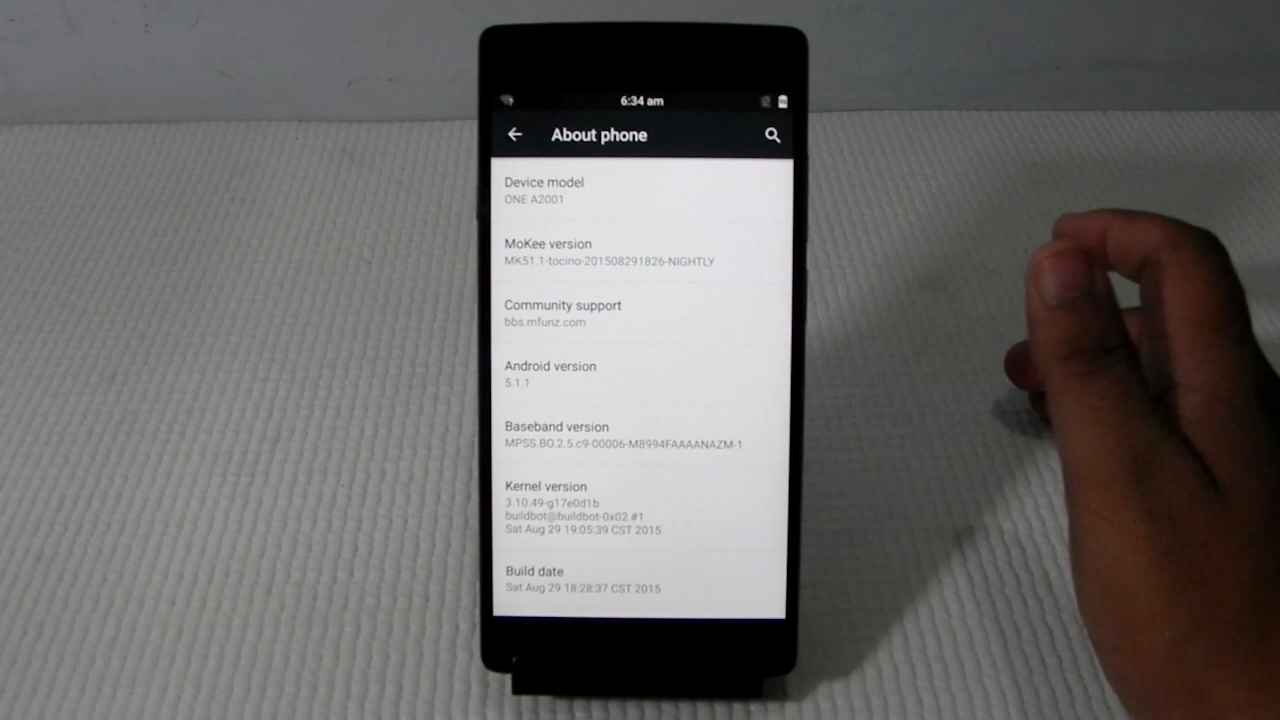 6:34 am
About phone
Device model
ONE A2001
MoKee version
MK51.1-tocino-201508291826-NIGHTLY
Community support
bbs.mfunz.com
Android version
5.1.1
Baseband version
MPSS.BO.2.5.c9-00006-M8994FAAAANAZM-1
Kernel version
3.10.49-g17e0d1b
buildbot@buildbot-0x02 #1
Sat Aug 29 19:05:39 CST 2015
Build date
Sat Aug 29 18:28:37 CST 2015